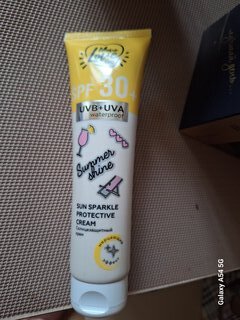 SPF 30+
UVB+UVA
waterproof
Summer
shine
SUN SPARKLE
PROTECTIVE
CREAM
Солнцезащитный
крем
Galaxy A54 5G